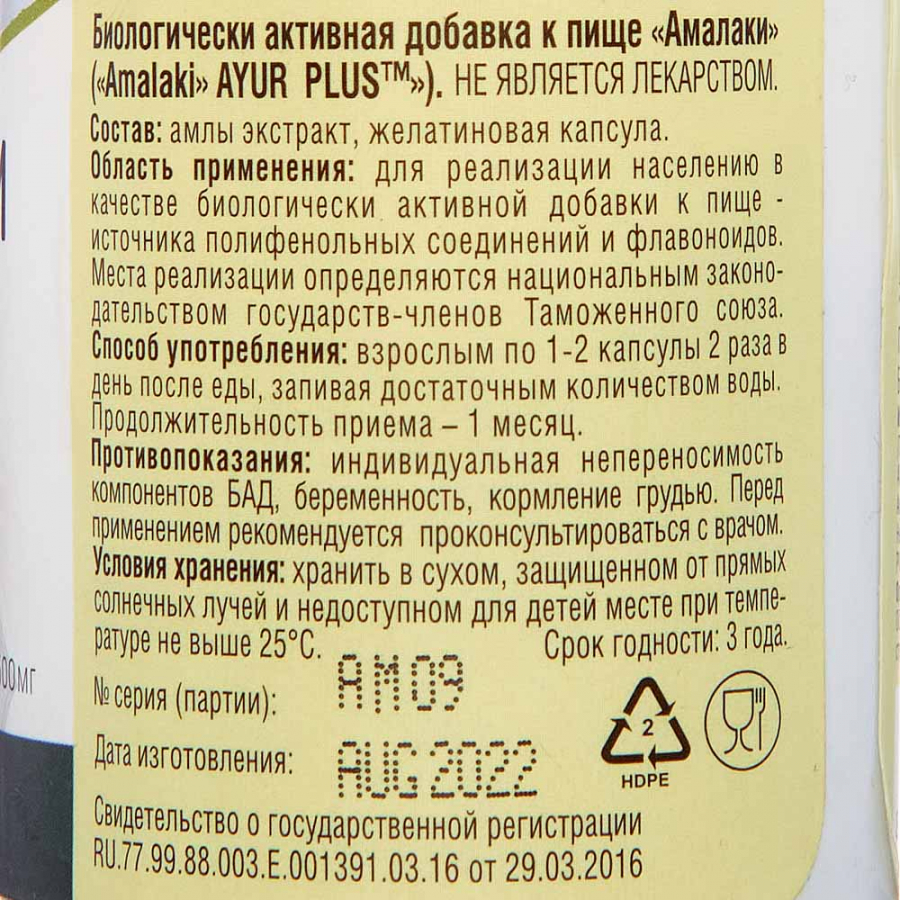 Биологически активная добавка к пище «Амалаки»
(«Amalaki» AYUR PLUS™»). НЕ ЯВЛЯЕТСЯ ЛЕКАРСТВОМ.
Состав: амлы экстракт, желатиновая капсула.
Область применения: для реализации населению в
качестве биологически активной добавки к пище -
источника полифенольных соединений и флавоноидов.
Места реализации определяются национальным законо-
дательством государств-членов Таможенного союза.
Способ употребления: взрослым по 1-2 капсулы 2 раза в
день после еды, запивая достаточным количеством воды.
Продолжительность приема – 1 месяц.
Противопоказания: индивидуальная непереносимость
компонентов БАД, беременность, кормление грудью. Перед
применением рекомендуется проконсультироваться с врачом.
Условия хранения: хранить в сухом, защищенном от прямых
солнечных лучей и недоступном для детей месте при темпе-
ратуре не выше 25°С. Срок годности: 3 года.
№ серия (партии): AM09
Дата изготовления: AUG 2022
2
HDPE
Свидетельство о государственной регистрации
RU.77.99.88.003.Е.001391.03.16 от 29.03.2016